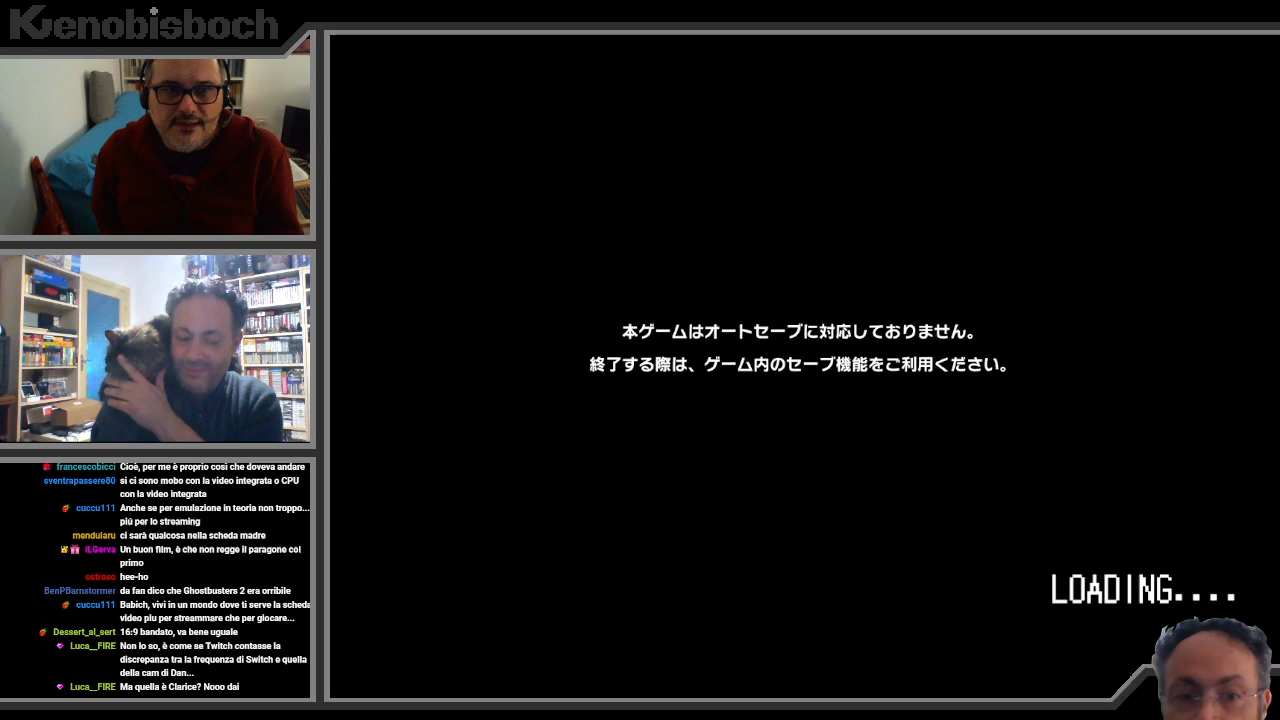 Kenobisboch
本ゲームはオートセーブに対応しておりません。
終了する際は、ゲーム内のセーブ機能をご利用ください。
LOADING....
francescobicci Cioè, per me è proprio così che doveva andare
sventrapassere80 si ci sono mobo con la video integrata o CPU
con la video integrata
cuccu111 Anche se per emulazione in teoria non troppo...
più per lo streaming
mendularu ci sarà qualcosa nella scheda madre
ILGerva Un buon film, è che non regge il paragone col
primo
ostroso hee-ho
BenPBarnstormer da fan dico che Ghostbusters 2 era orribile
cuccu111 Babich, vivi in un mondo dove ti serve la scheda
video piu per streammare che per giocare...
Dessert_al_sert 16:9 bandato, va bene uguale
Luca__FIRE Non lo so, è come se Twitch contasse la
discrepanza tra la frequenza di Switch e quella
della cam di Dan...
Luca__FIRE Ma quella è Clarice? Nooo dai